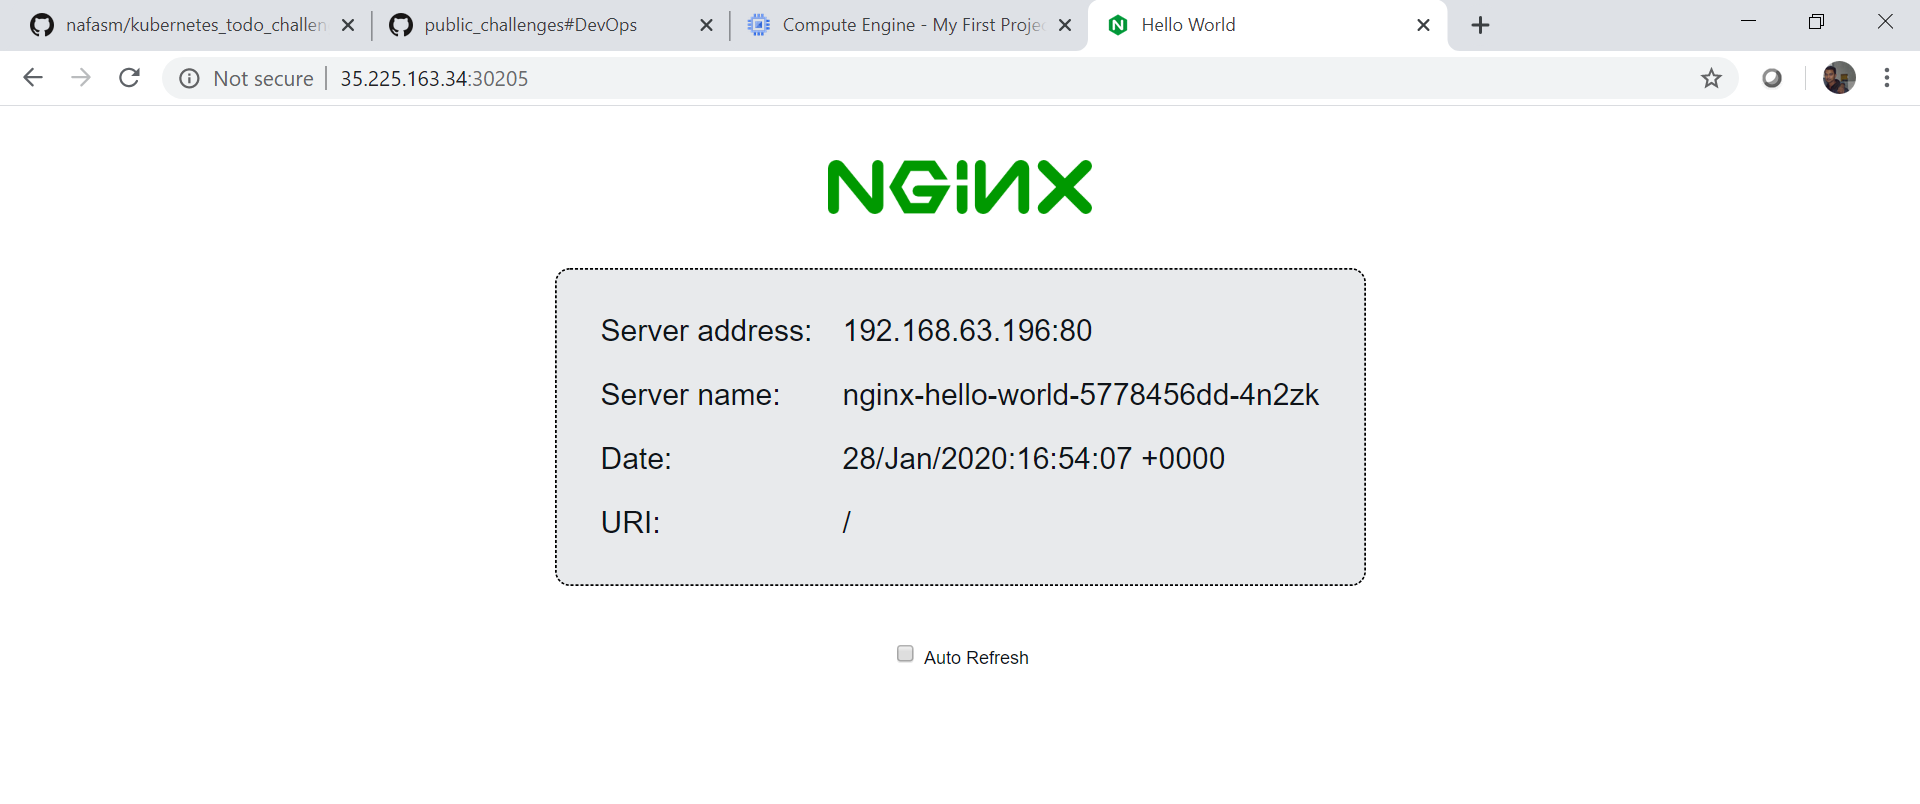 nafasm/kubernetes_todo_challen
public_challenges#DevOps
Compute Engine - My First Projec
Hello World
Not secure
35.225.163.34:30205
NGINX
Server address: 192.168.63.196:80
Server name: nginx-hello-world-5778456dd-4n2zk
Date: 28/Jan/2020:16:54:07 +0000
URI: /
Auto Refresh